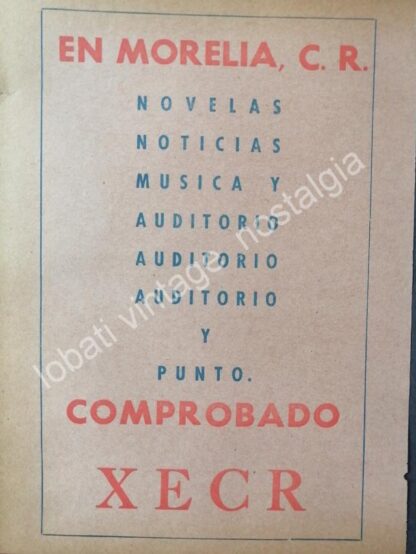 EN MORELIA, C. R.
NOVELAS
NOTICIAS
MUSICA Y
AUDITORIO
AUDITORIO
AUDITORIO
Y
PUNTO.
COMPROBADO
XECR
lobati vintage nostalgia